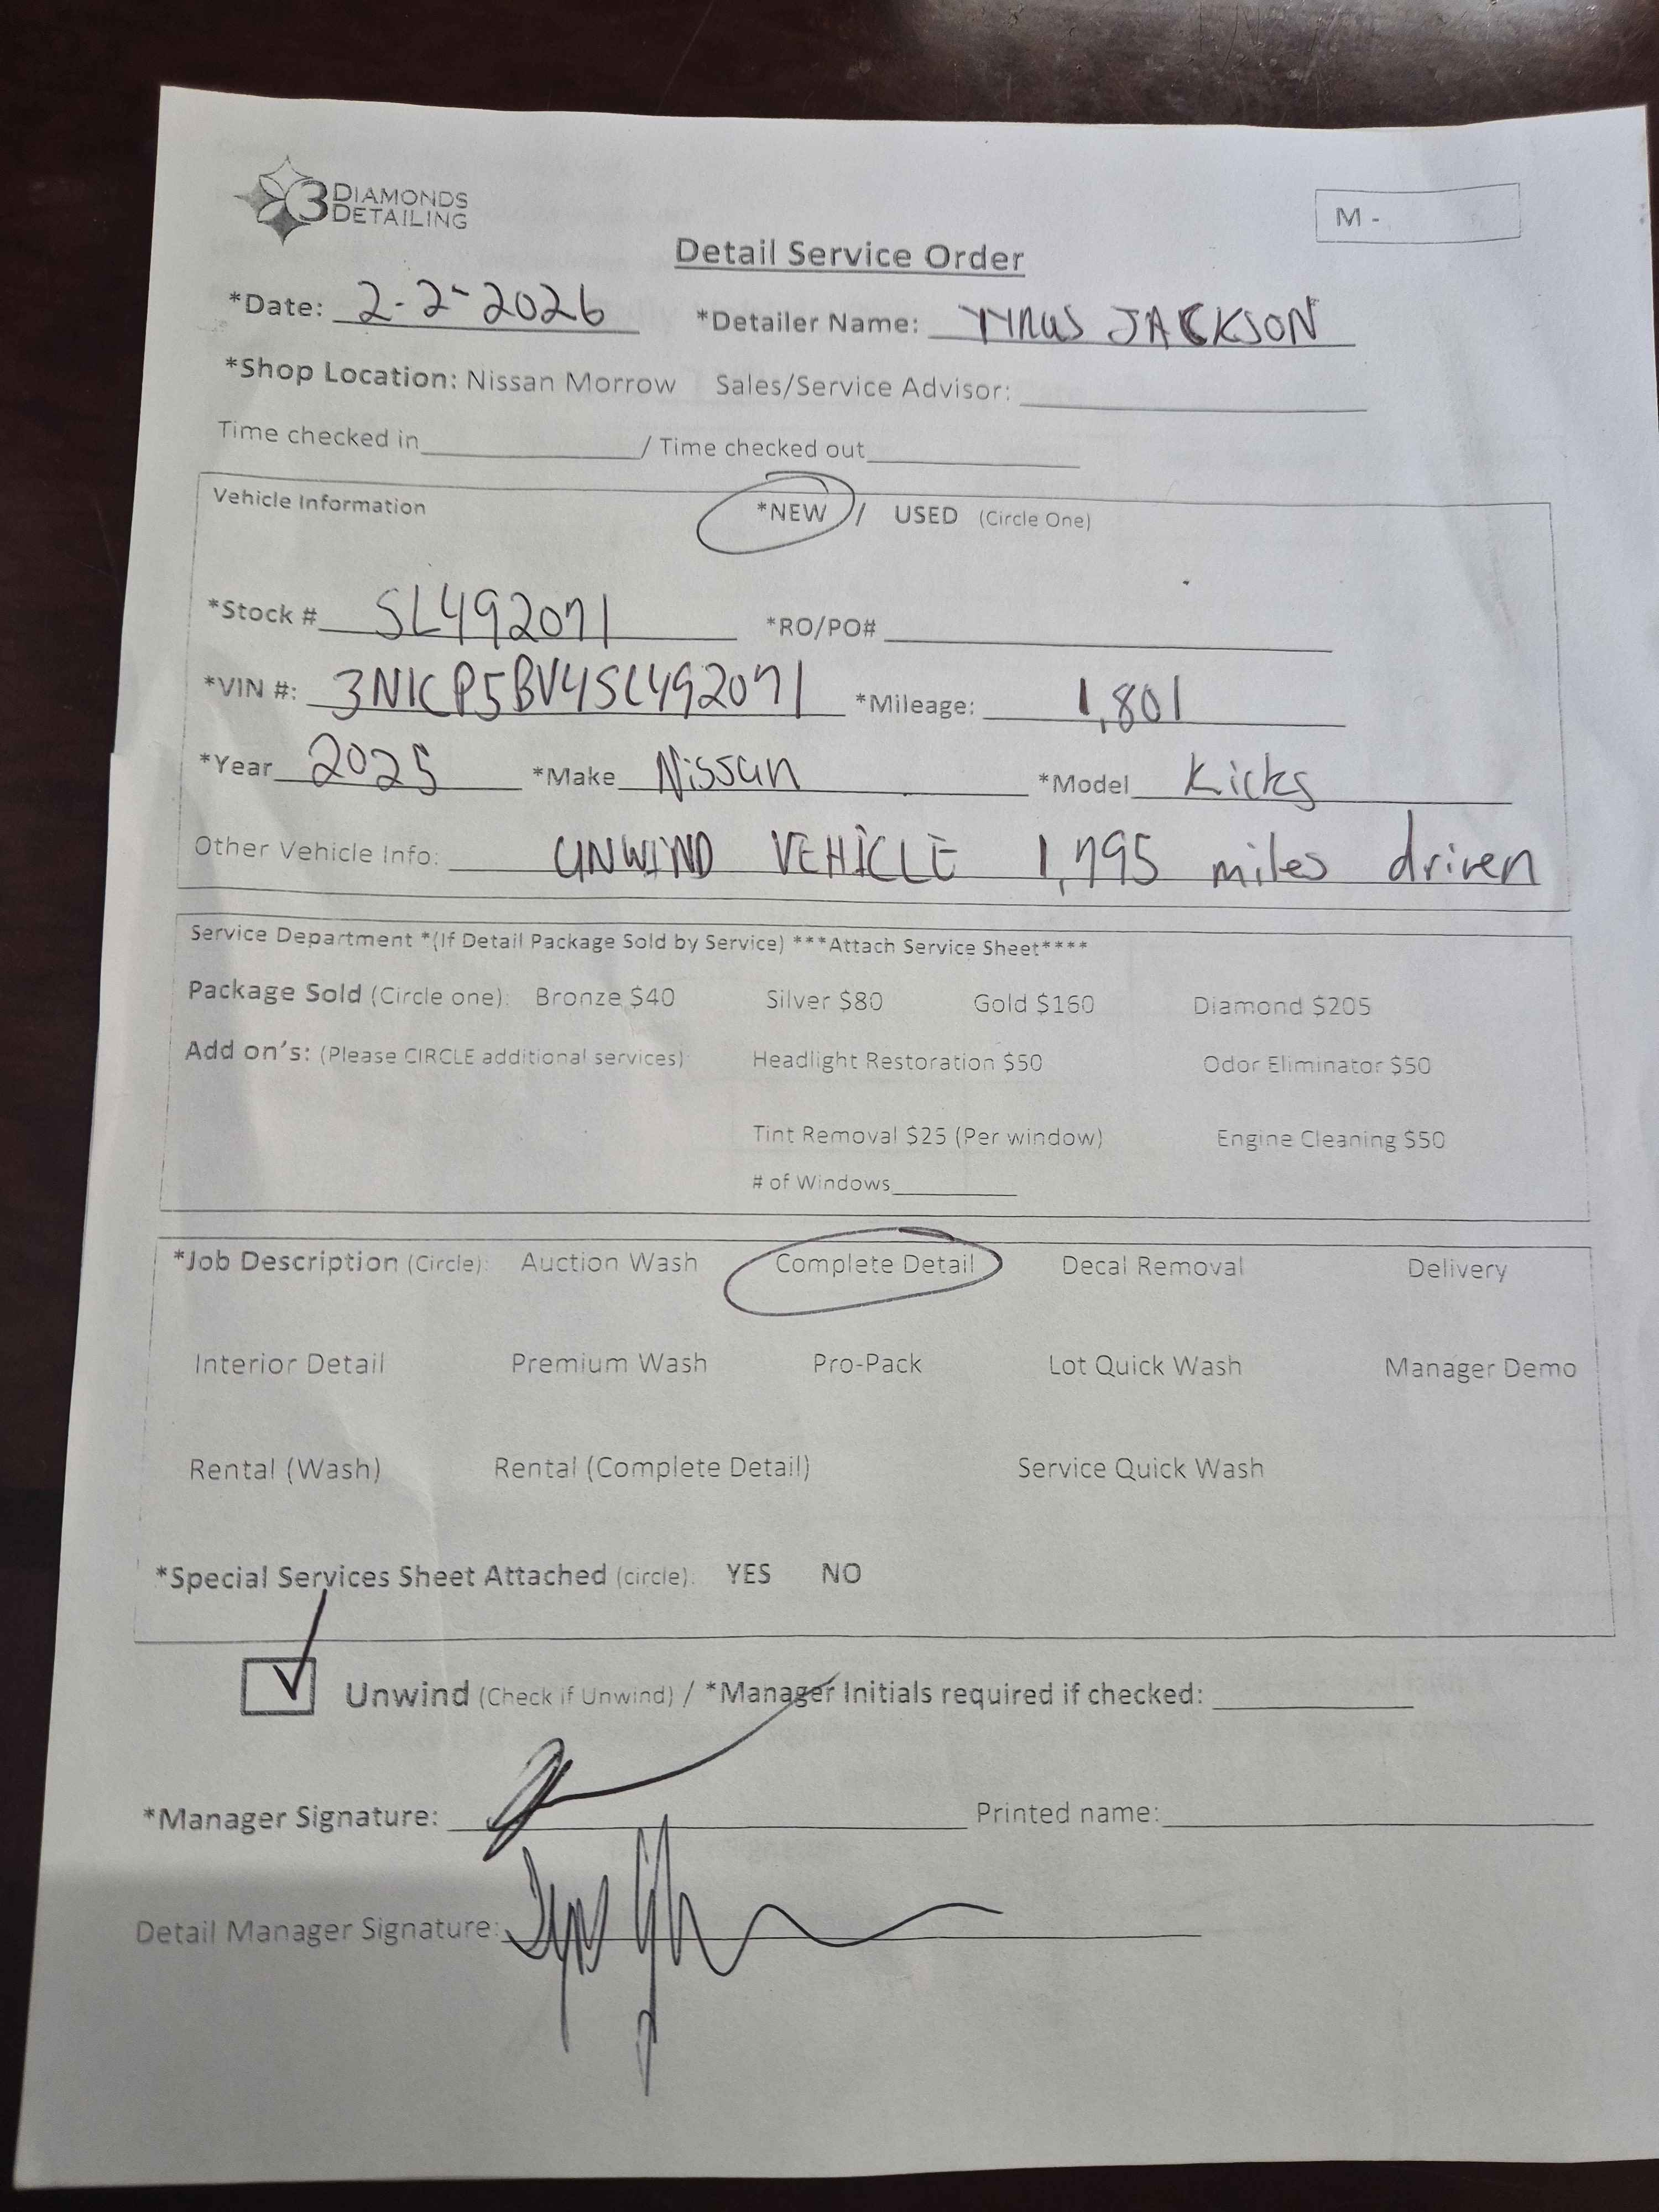 3 DIAMONDS DETAILING
M -
Detail Service Order
*Date: 2-2-2026 *Detailer Name: TYRUS JACKSON
*Shop Location: Nissan Morrow Sales/Service Advisor:
Time checked in / Time checked out
Vehicle Information *NEW / USED (Circle One)
*Stock # SL492071 *RO/PO#
*VIN #: 3N1CP5BV4SL492071 *Mileage: 1,801
*Year 2025 *Make Nissan *Model Kicks
Other Vehicle Info: UNWIND VEHICLE 1,795 miles driven
Service Department *(If Detail Package Sold by Service) ***Attach Service Sheet****
Package Sold (Circle one): Bronze $40 Silver $80 Gold $160 Diamond $205
Add on's: (Please CIRCLE additional services) Headlight Restoration $50 Odor Eliminator $50
Tint Removal $25 (Per window) Engine Cleaning $50
# of Windows
*Job Description (Circle): Auction Wash Complete Detail Decal Removal Delivery
Interior Detail Premium Wash Pro-Pack Lot Quick Wash Manager Demo
Rental (Wash) Rental (Complete Detail) Service Quick Wash
*Special Services Sheet Attached (circle): YES NO
Unwind (Check if Unwind) / *Manager Initials required if checked:
*Manager Signature: Printed name:
Detail Manager Signature: